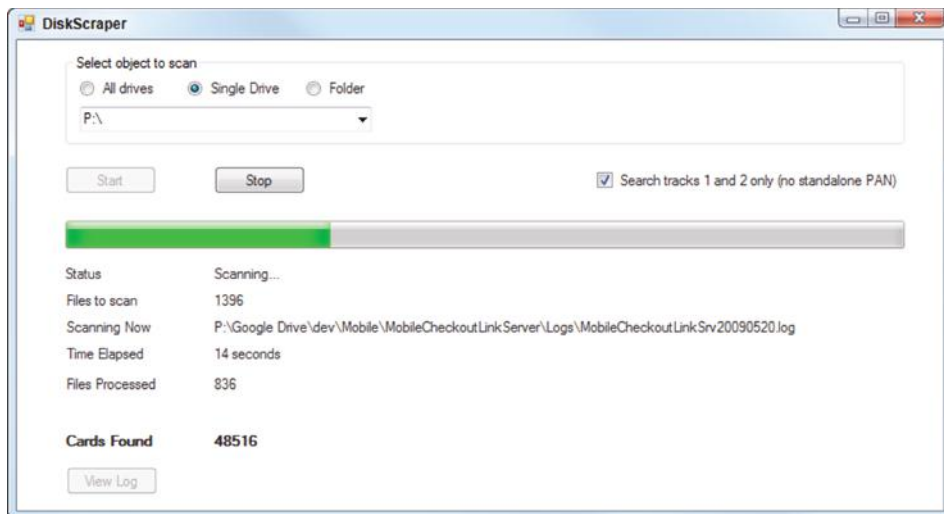 DiskScraper
Select object to scan
All drives Single Drive Folder
P:\
Start Stop Search tracks 1 and 2 only (no standalone PAN)
Status Scanning...
Files to scan 1396
Scanning Now P:\Google Drive\dev\Mobile\MobileCheckoutLinkServer\Logs\MobileCheckoutLinkSrv20090520.log
Time Elapsed 14 seconds
Files Processed 836
Cards Found 48516
View Log